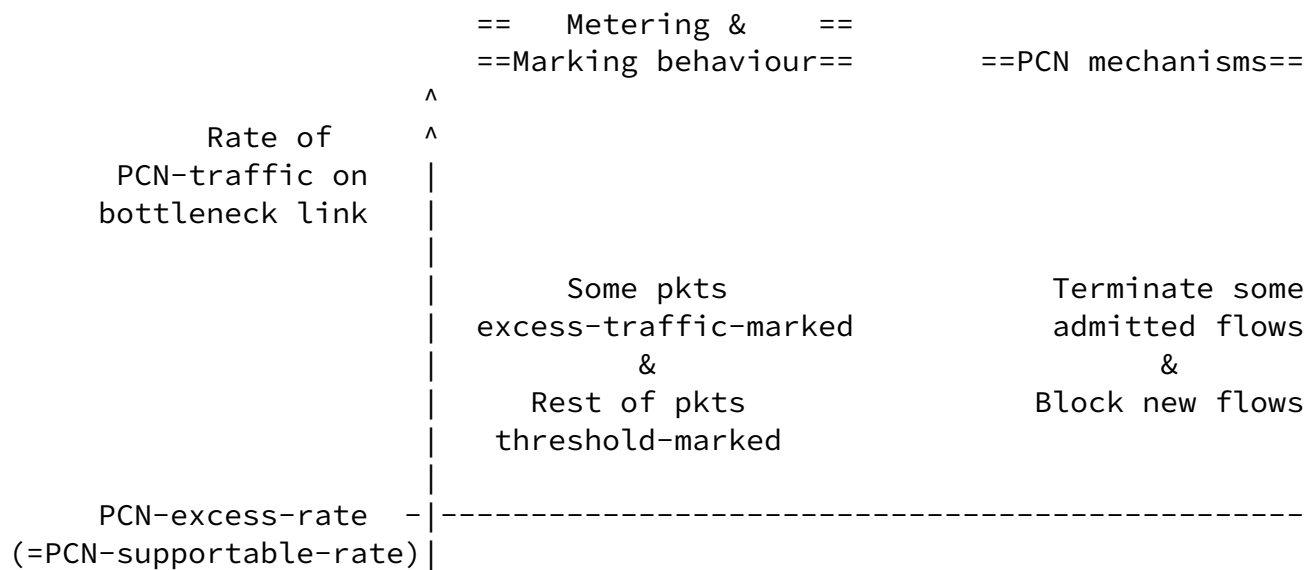 ==   Metering &    ==
==Marking behaviour==       ==PCN mechanisms==
^
Rate of     ^
PCN-traffic on   |
bottleneck link   |
|
|       Some pkts                  Terminate some
|  excess-traffic-marked             admitted flows
|           &                            &
|     Rest of pkts                Block new flows
|   threshold-marked
|
PCN-excess-rate  -|------------------------------------------------
(=PCN-supportable-rate)|